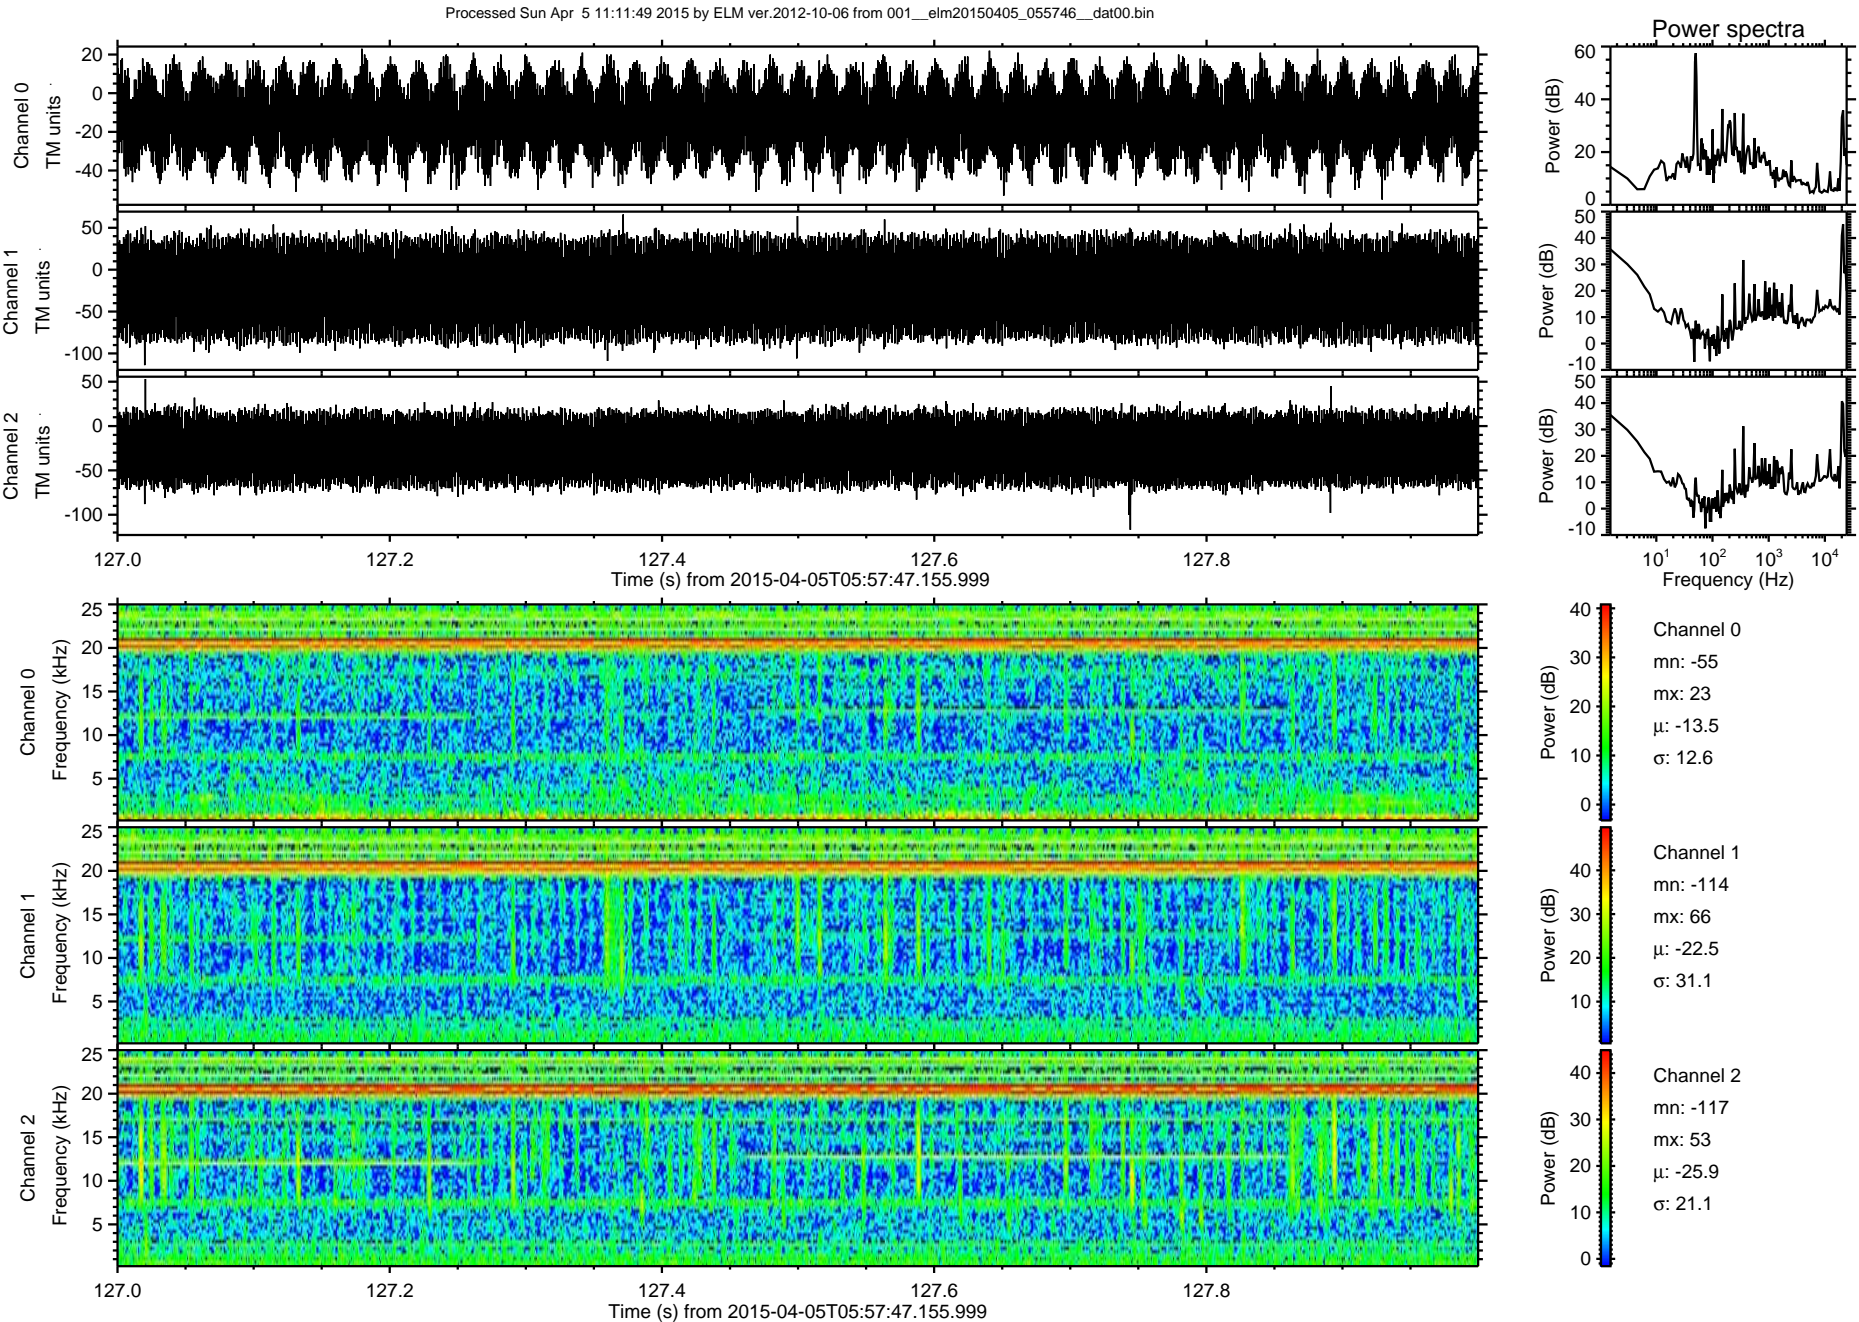 Processed Sun Apr  5 11:11:49 2015 by ELM ver.2012-10-06 from 001__elm20150405_055746__dat00.bin
Power spectra
Channel 0
TM units
20
0
-20
-40
Power (dB)
60
40
20
0
Channel 1
TM units
50
0
-50
-100
Power (dB)
50
40
30
20
10
0
-10
Channel 2
TM units
50
0
-50
-100
Power (dB)
50
40
30
20
10
0
-10
127.0 127.2 127.4 127.6 127.8
Time (s) from 2015-04-05T05:57:47.155.999
10¹ 10² 10³ 10⁴
Frequency (Hz)
Channel 0
Frequency (kHz)
25
20
15
10
5
Power (dB)
40
30
20
10
0
Channel 0
mn: -55
mx: 23
μ: -13.5
σ: 12.6
Channel 1
Frequency (kHz)
25
20
15
10
5
Power (dB)
40
30
20
10
Channel 1
mn: -114
mx: 66
μ: -22.5
σ: 31.1
Channel 2
Frequency (kHz)
25
20
15
10
5
Power (dB)
40
30
20
10
0
Channel 2
mn: -117
mx: 53
μ: -25.9
σ: 21.1
127.0 127.2 127.4 127.6 127.8
Time (s) from 2015-04-05T05:57:47.155.999